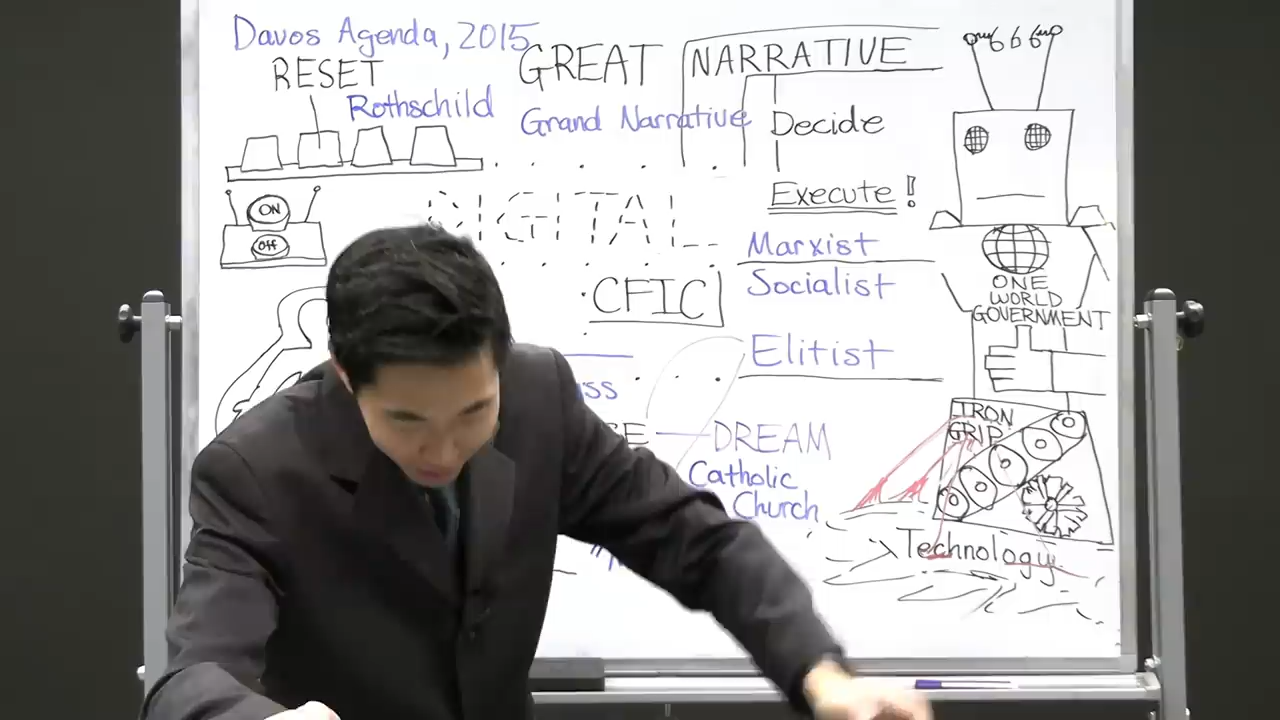 Davos Agenda, 2015
RESET
Rothschild
GREAT NARRATIVE
Grand Narrative
Decide
Execute!
666
ON
Off
DIGITAL
CFIC
Marxist
Socialist
Elitist
ONE
WORLD
GOVERNMENT
DREAM
Catholic
Church
IRON
GRIP
Technology